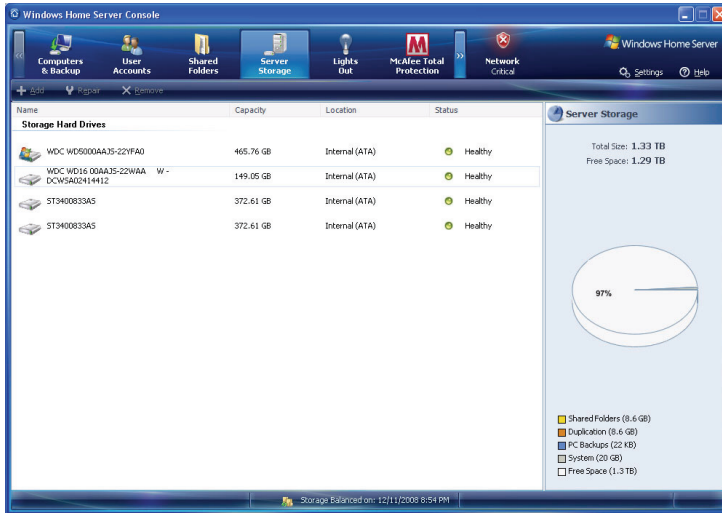 Windows Home Server Console
Computers & Backup
User Accounts
Shared Folders
Server Storage
Lights Out
McAfee Total Protection
Network
Critical
Windows Home Server
Settings
Help
Add
Repair
Remove
Name Capacity Location Status
Storage Hard Drives
WDC WD5000AAJS-22YFA0 465.76 GB Internal (ATA) Healthy
WDC WD16 00AAJS-22WAA W -
DCWSA02414412 149.05 GB Internal (ATA) Healthy
ST3400833AS 372.61 GB Internal (ATA) Healthy
ST3400833AS 372.61 GB Internal (ATA) Healthy
Server Storage
Total Size: 1.33 TB
Free Space: 1.29 TB
97%
Shared Folders (8.6 GB)
Duplication (8.6 GB)
PC Backups (22 KB)
System (20 GB)
Free Space (1.3 TB)
Storage Balanced on: 12/11/2008 8:54 PM